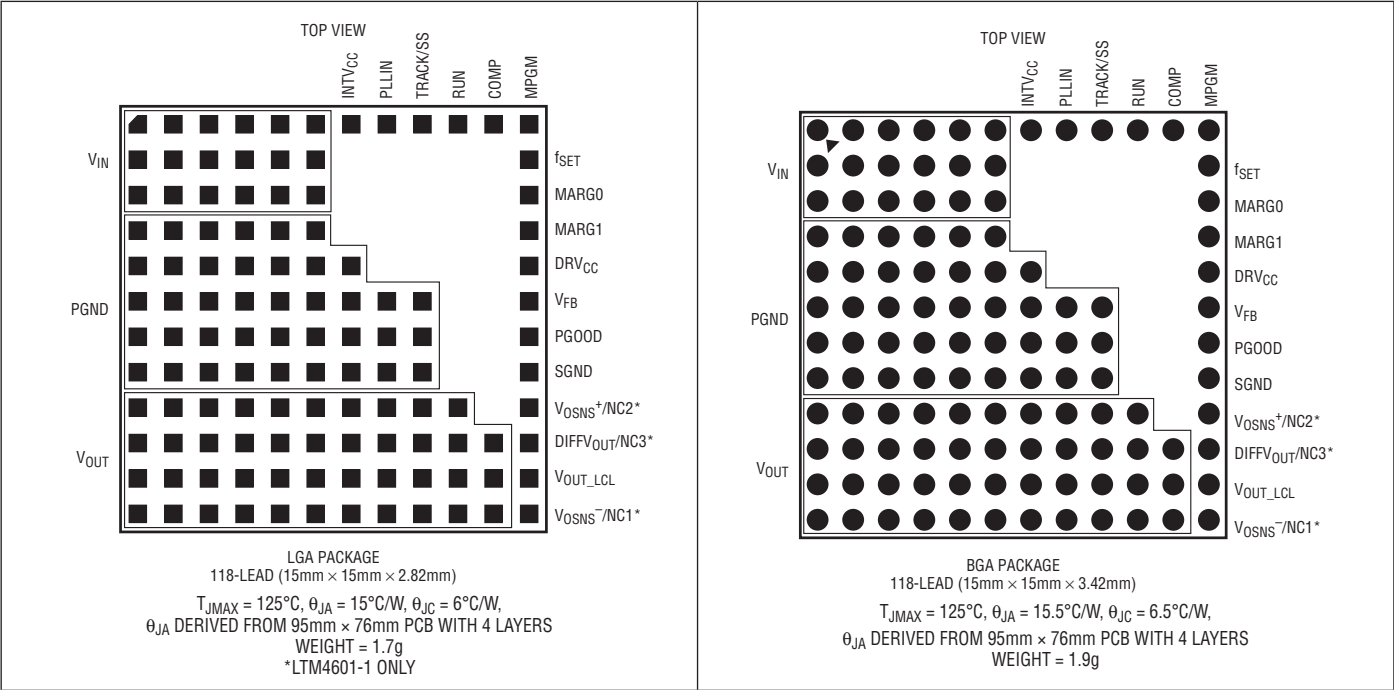 TOP VIEW
INTVCC
PLLIN
TRACK/SS
RUN
COMP
MPGM
VIN
PGND
VOUT
fSET
MARG0
MARG1
DRVCC
VFB
PGOOD
SGND
VOSNS+/NC2*
DIFFVOUT/NC3*
VOUT_LCL
VOSNS–/NC1*
LGA PACKAGE
118-LEAD (15mm × 15mm × 2.82mm)
TJMAX = 125°C, θJA = 15°C/W, θJC = 6°C/W,
θJA DERIVED FROM 95mm × 76mm PCB WITH 4 LAYERS
WEIGHT = 1.7g
*LTM4601-1 ONLY
TOP VIEW
INTVCC
PLLIN
TRACK/SS
RUN
COMP
MPGM
VIN
PGND
VOUT
fSET
MARG0
MARG1
DRVCC
VFB
PGOOD
SGND
VOSNS+/NC2*
DIFFVOUT/NC3*
VOUT_LCL
VOSNS–/NC1*
BGA PACKAGE
118-LEAD (15mm × 15mm × 3.42mm)
TJMAX = 125°C, θJA = 15.5°C/W, θJC = 6.5°C/W,
θJA DERIVED FROM 95mm × 76mm PCB WITH 4 LAYERS
WEIGHT = 1.9g